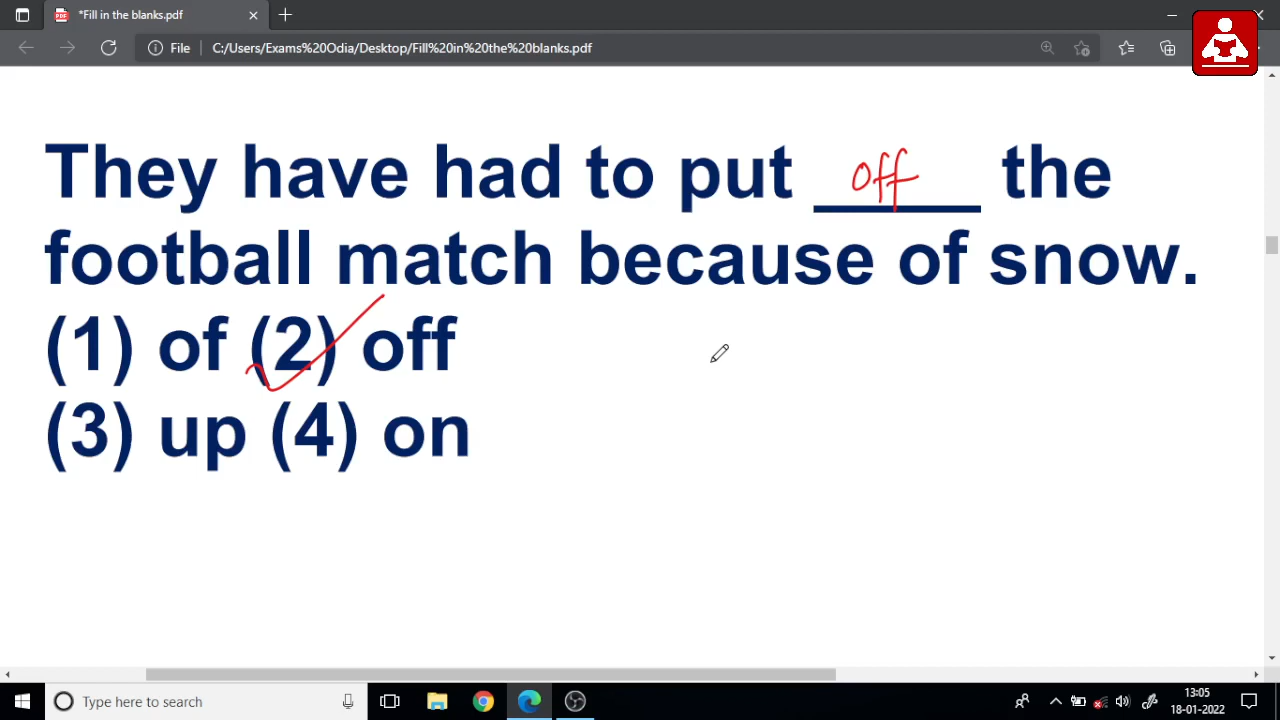 *Fill in the blanks.pdf
File
C:/Users/Exams%20Odia/Desktop/Fill%20in%20the%20blanks.pdf
They have had to put off the
football match because of snow.
(1) of (2) off
(3) up (4) on
Type here to search
13:05
18-01-2022